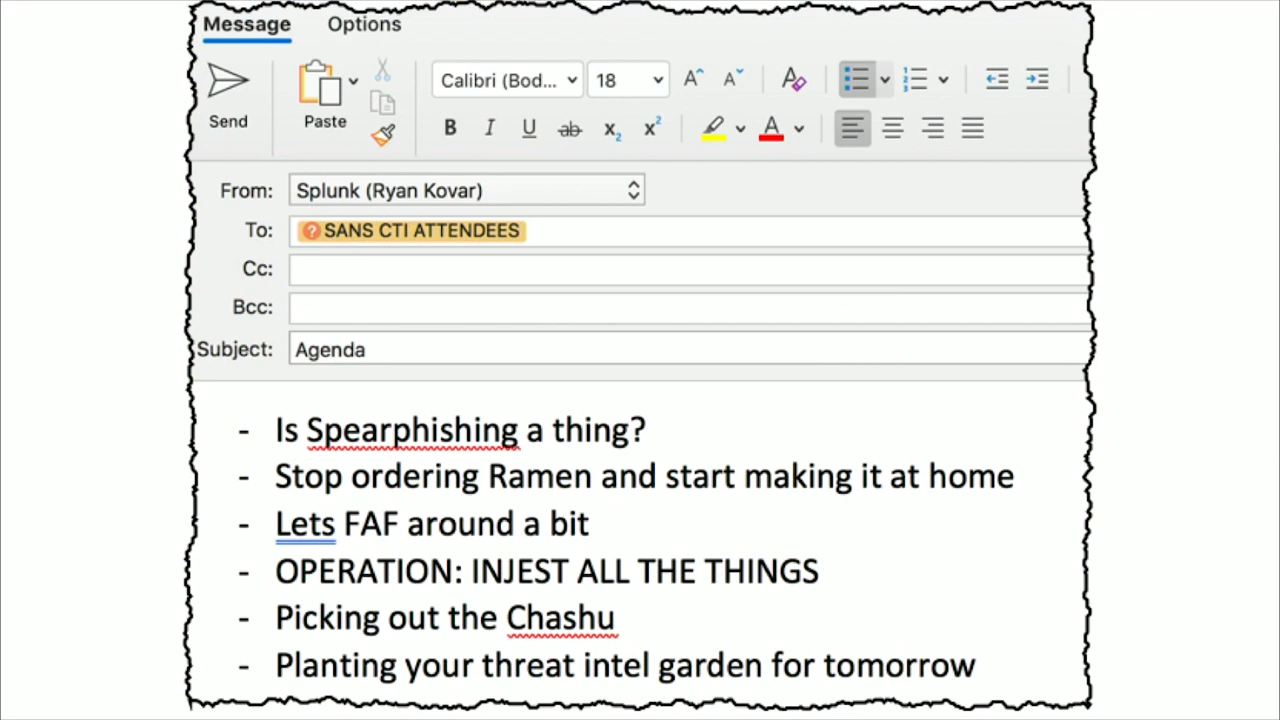 Message Options
Send
Paste
Calibri (Bod... 18
B I U ab x₂ x²
From: Splunk (Ryan Kovar)
To: ? SANS CTI ATTENDEES
Cc:
Bcc:
Subject: Agenda
- Is Spearphishing a thing?
- Stop ordering Ramen and start making it at home
- Lets FAF around a bit
- OPERATION: INJEST ALL THE THINGS
- Picking out the Chashu
- Planting your threat intel garden for tomorrow